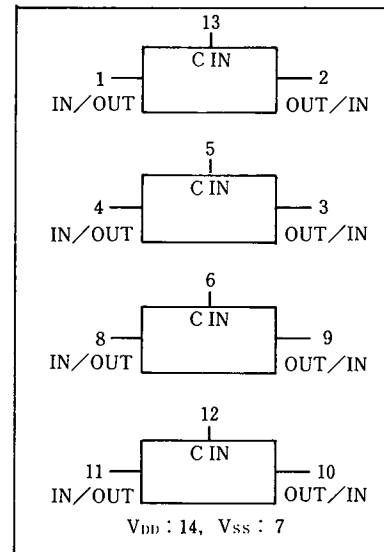 13
C IN
1 2
IN/OUT OUT/IN
5
C IN
4 3
IN/OUT OUT/IN
6
C IN
8 9
IN/OUT OUT/IN
12
C IN
11 10
IN/OUT OUT/IN
VDD : 14, VSS : 7